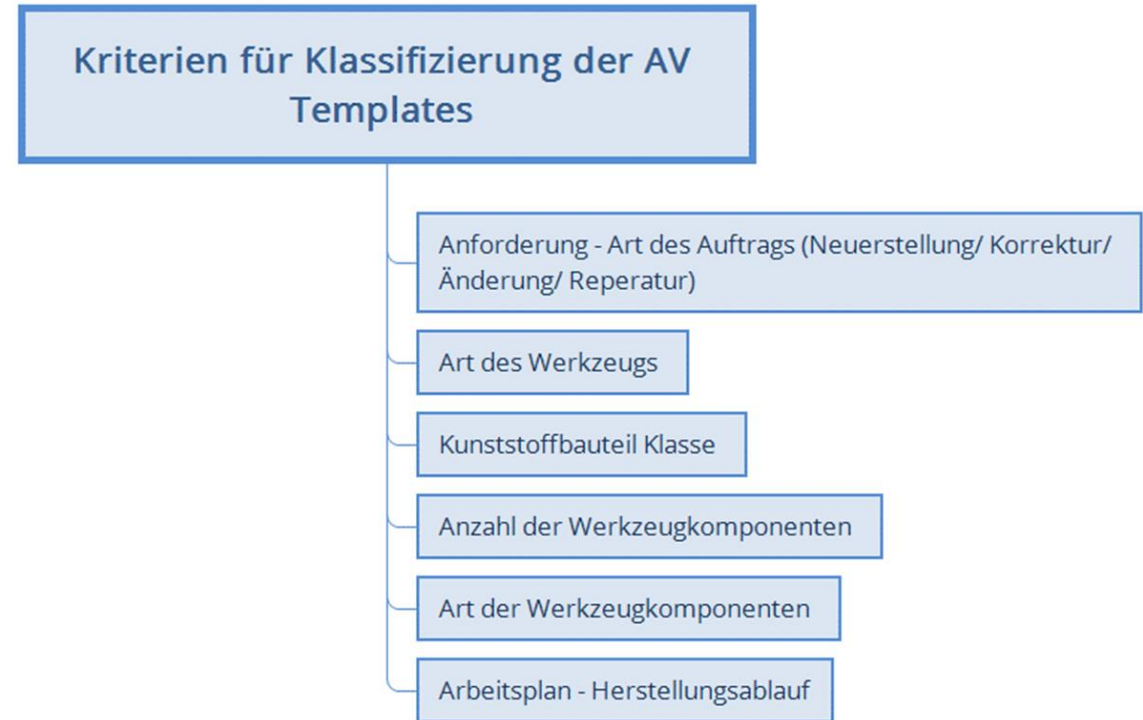 Kriterien für Klassifizierung der AV
Templates
Anforderung - Art des Auftrags (Neuerstellung/ Korrektur/
Änderung/ Reperatur)
Art des Werkzeugs
Kunststoffbauteil Klasse
Anzahl der Werkzeugkomponenten
Art der Werkzeugkomponenten
Arbeitsplan - Herstellungsablauf